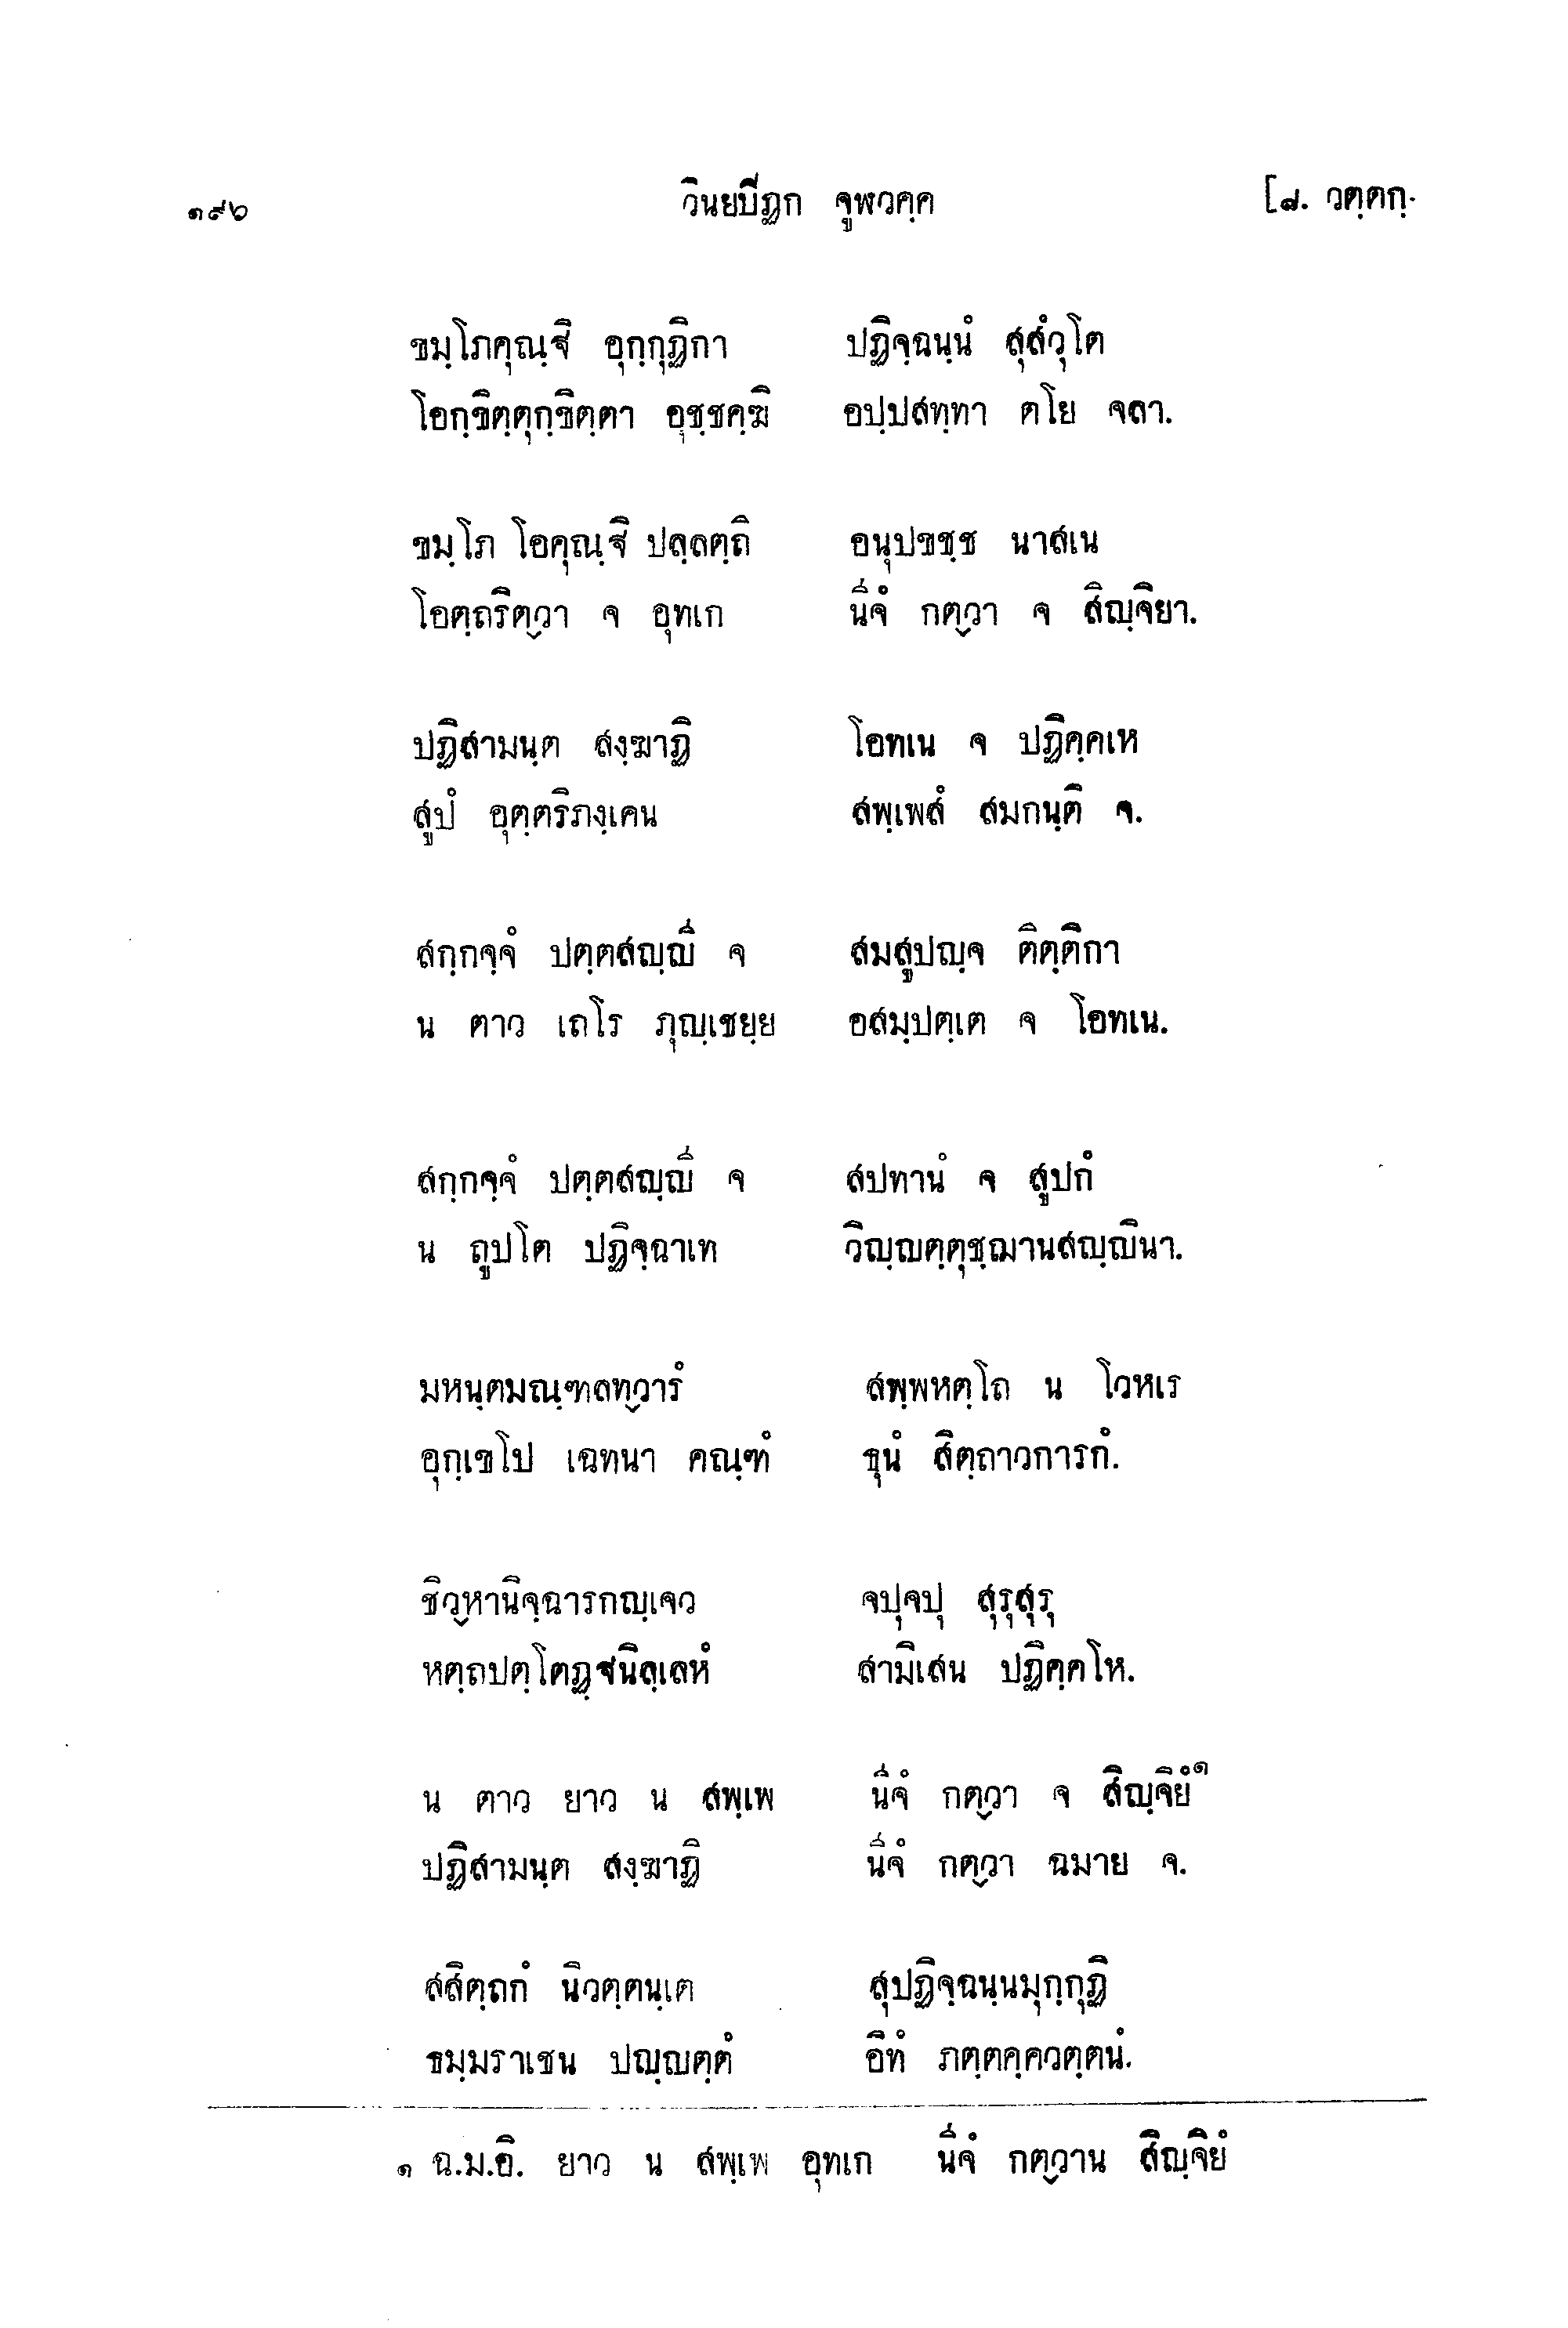 ๑๙๖ วินยปิฏก จูฬวคฺค [๘. วตฺตกฺ-
ขมฺโภคุณฺฐิ อุกฺกุฏิกา ปฏิจฺฉนฺนํ สุสํวุโต
โอกฺขิตฺตุกฺขิตฺตา อุชฺชคฺฆิ อปฺปสทฺทา ตโย จลา.
ขมฺโภ โอคุณฺฐิ ปลฺลตฺถิ อนุปขชฺช นาสเน
โอตฺถริตฺวา จ อุทเก นีจํ กตฺวา จ สิญฺจิยา.
ปฏิสามนฺต สงฺฆาฏิ โอทเน จ ปฏิคฺคเห
สูปํ อุตฺตริภงฺเคน สพฺเพสํ สมกนฺติ จ.
สกฺกจฺจํ ปตฺตสญฺญี จ สมสูปญฺจ ติตฺติกา
น ตาว เถโร ภุญฺเชยฺย อสมฺปตฺเต จ โอทเน.
สกฺกจฺจํ ปตฺตสญฺญี จ สปทานํ จ สูปกํ
น ถูปโต ปฏิจฺฉาเท วิญฺญตฺตุชฺฌานสญฺญินา.
มหนฺตมณฺฑลทฺวารํ สพฺพหตฺโถ น โวหเร
อุกฺเขโป เฉทนา คณฺฑํ ธุนํ สิตฺถาวการกํ.
ชิวฺหานิจฺฉารกญฺเจว จปุจปุ สุรุสุรุ
หตฺถปตฺโตฏฺฐนิลฺเลหํ สามิเสน ปฏิคฺคโห.
น ตาว ยาว น สพฺเพ นีจํ กตฺวา จ สิญฺจิยํ๑
ปฏิสามนฺต สงฺฆาฏิ นีจํ กตฺวา ฉมาย จ.
สสิตฺถกํ นิวตฺตนฺเต สุปฏิจฺฉนฺนมุกฺกุฏิ
ธมฺมราเชน ปญฺญตฺตํ อิทํ ภตฺตคฺควตฺตนํ.
๑ ฉ.ม.อิ. ยาว น สพฺเพ อุทเก นีจํ กตฺวาน สิญฺจิยํ